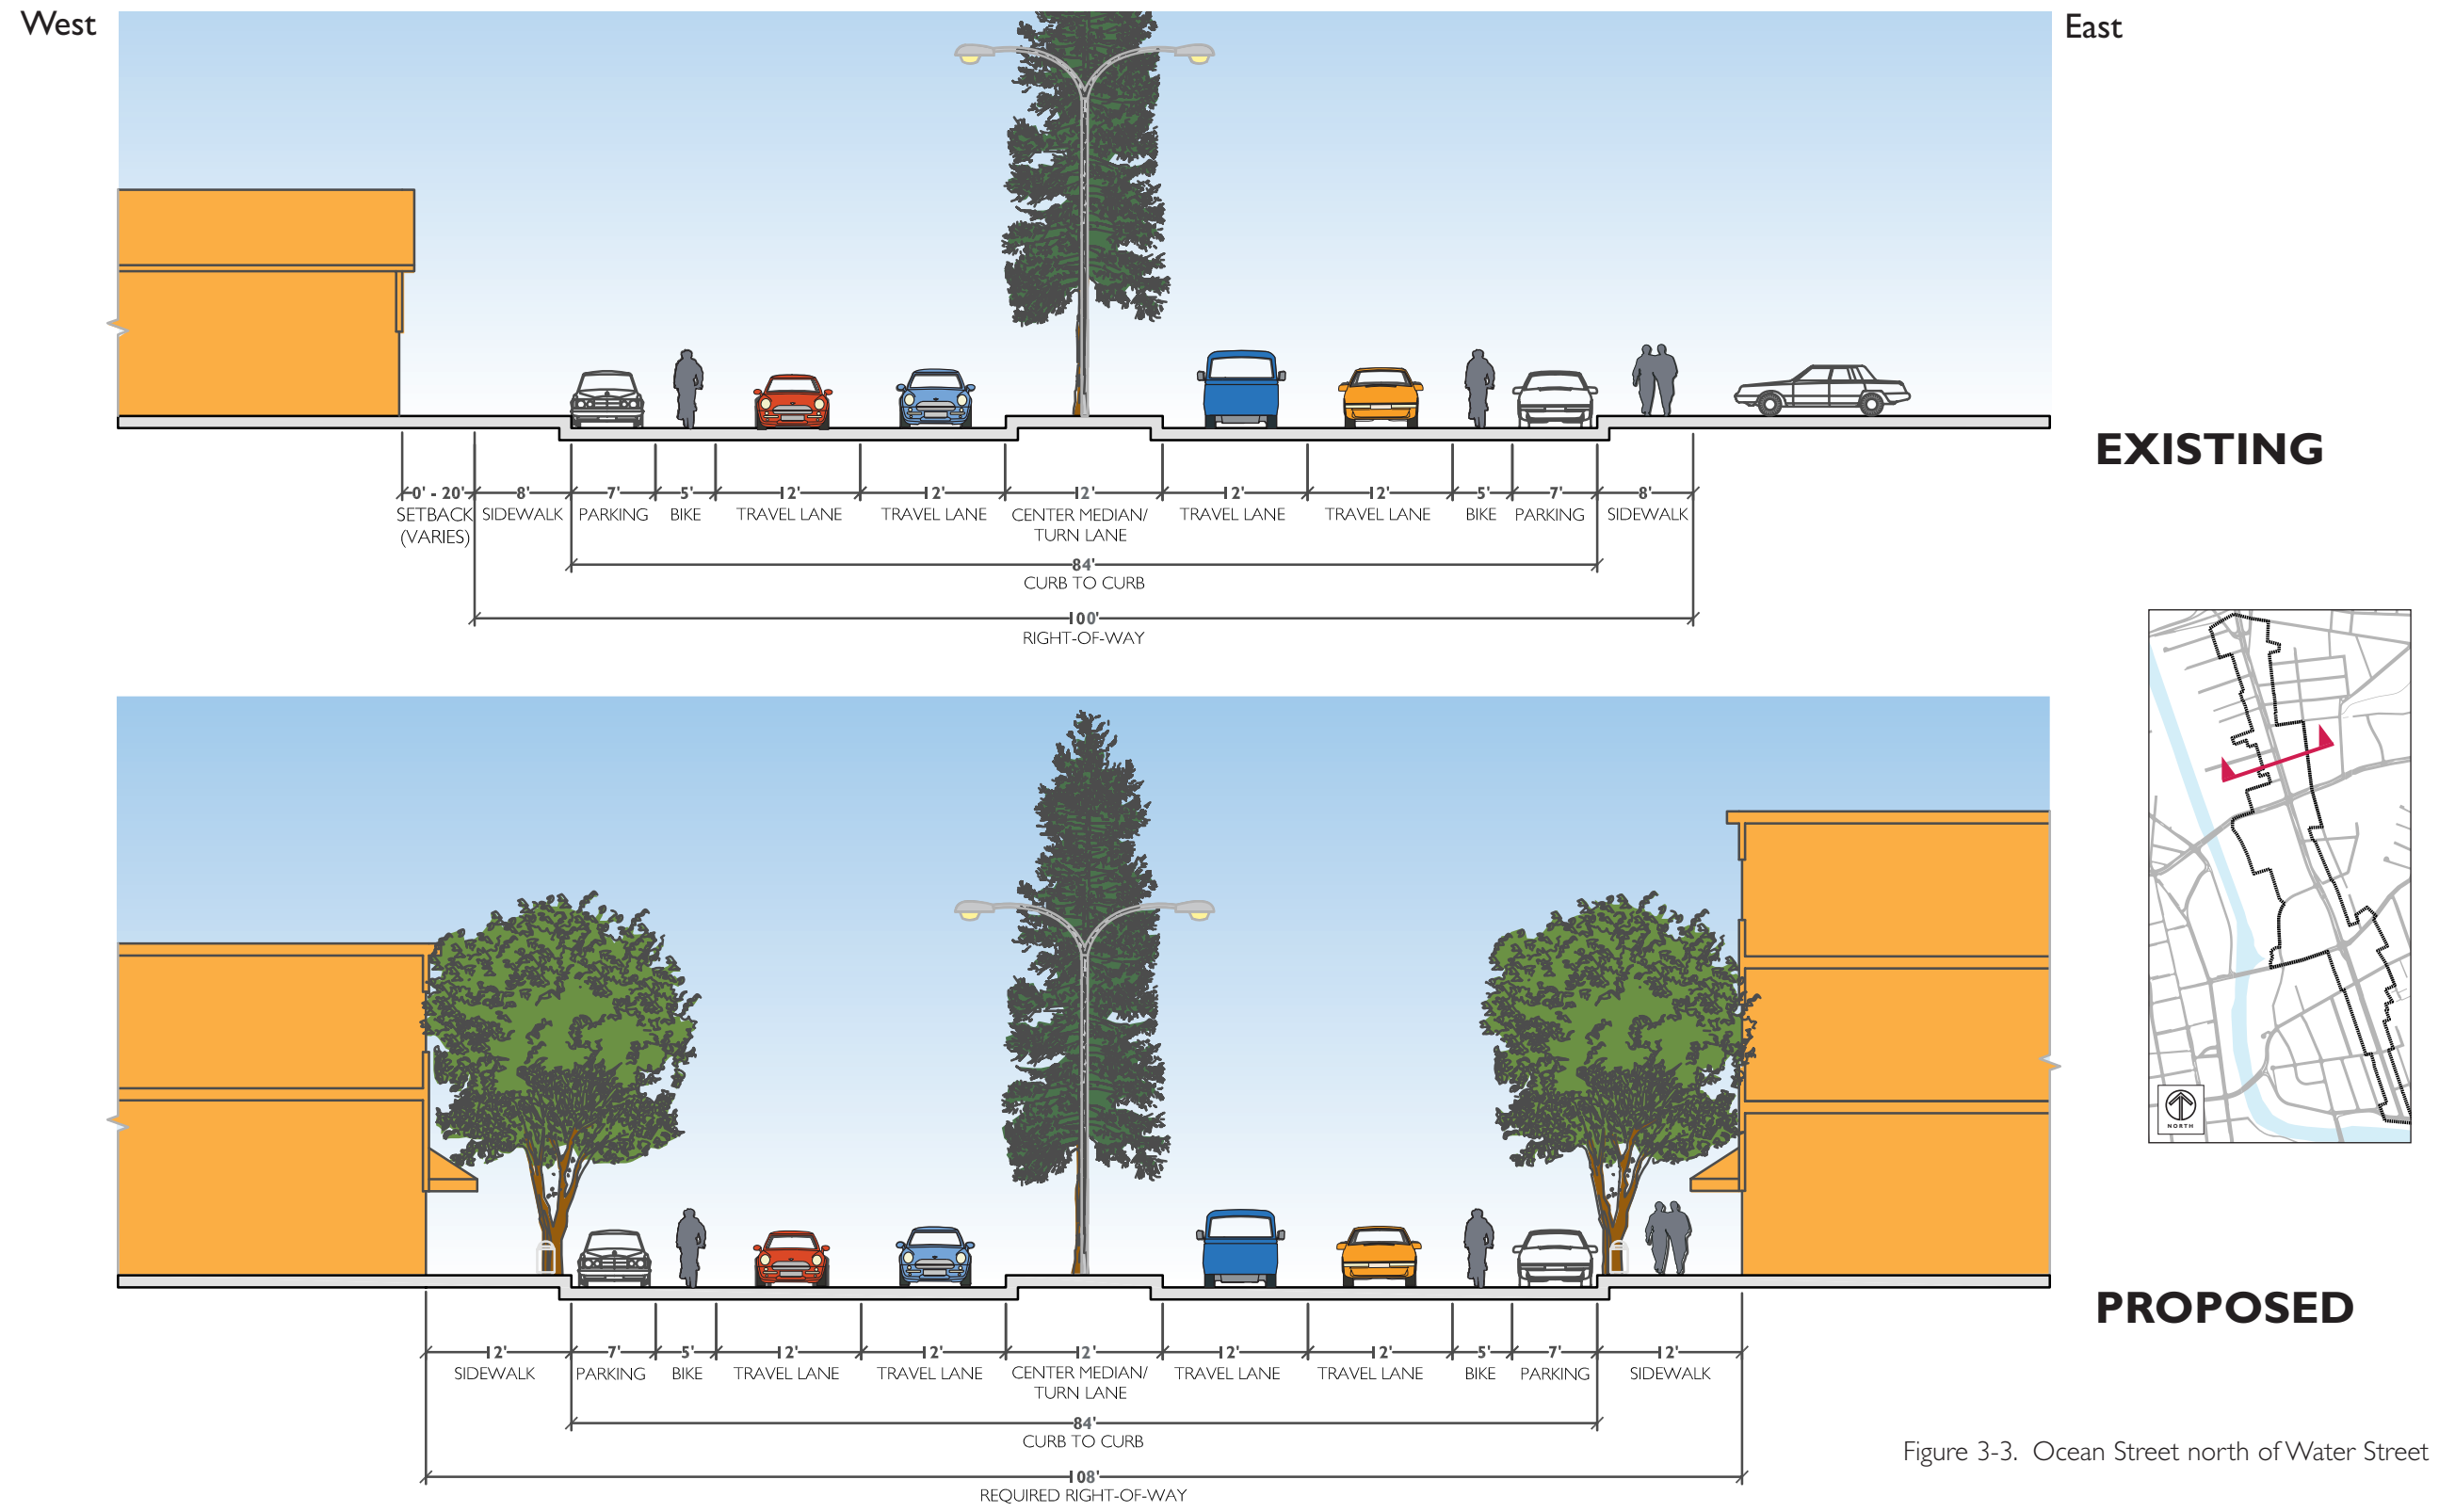 West
East
EXISTING
0' - 20' 8' 7' 5' 12' 12' 12' 12' 12' 5' 7' 8'
SETBACK SIDEWALK PARKING BIKE TRAVEL LANE TRAVEL LANE CENTER MEDIAN/ TRAVEL LANE TRAVEL LANE BIKE PARKING SIDEWALK
(VARIES) TURN LANE
84'
CURB TO CURB
100'
RIGHT-OF-WAY
NORTH
PROPOSED
12' 7' 5' 12' 12' 12' 12' 12' 5' 7' 12'
SIDEWALK PARKING BIKE TRAVEL LANE TRAVEL LANE CENTER MEDIAN/ TRAVEL LANE TRAVEL LANE BIKE PARKING SIDEWALK
TURN LANE
84'
CURB TO CURB
108'
REQUIRED RIGHT-OF-WAY
Figure 3-3. Ocean Street north of Water Street